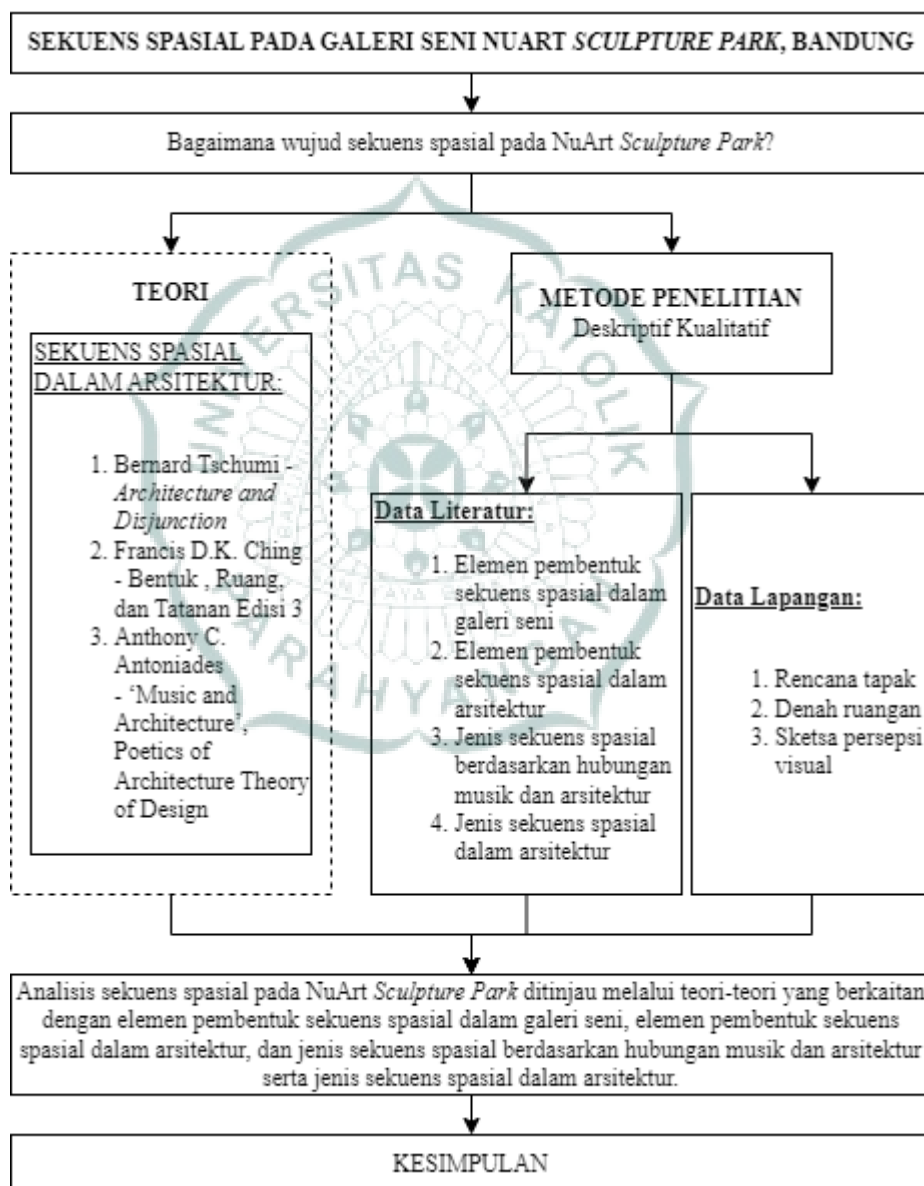 SEKUENS SPASIAL PADA GALERI SENI NUART SCULPTURE PARK, BANDUNG
Bagaimana wujud sekuens spasial pada NuArt Sculpture Park?
TEORI
SEKUENS SPASIAL
DALAM ARSITEKTUR:
1. Bernard Tschumi -
Architecture and
Disjunction
2. Francis D.K. Ching
- Bentuk , Ruang,
dan Tatanan Edisi 3
3. Anthony C.
Antoniades
- ‘Music and
Architecture’,
Poetics of
Architecture Theory
of Design
METODE PENELITIAN
Deskriptif Kualitatif
Data Literatur:
1. Elemen pembentuk
sekuens spasial dalam
galeri seni
2. Elemen pembentuk
sekuens spasial dalam
arsitektur
3. Jenis sekuens spasial
berdasarkan hubungan
musik dan arsitektur
4. Jenis sekuens spasial
dalam arsitektur
Data Lapangan:
1. Rencana tapak
2. Denah ruangan
3. Sketsa persepsi
visual
Analisis sekuens spasial pada NuArt Sculpture Park ditinjau melalui teori-teori yang berkaitan
dengan elemen pembentuk sekuens spasial dalam galeri seni, elemen pembentuk sekuens
spasial dalam arsitektur, dan jenis sekuens spasial berdasarkan hubungan musik dan arsitektur
serta jenis sekuens spasial dalam arsitektur.
KESIMPULAN
UNIVERSITAS KATOLIK
PARAHYANGAN